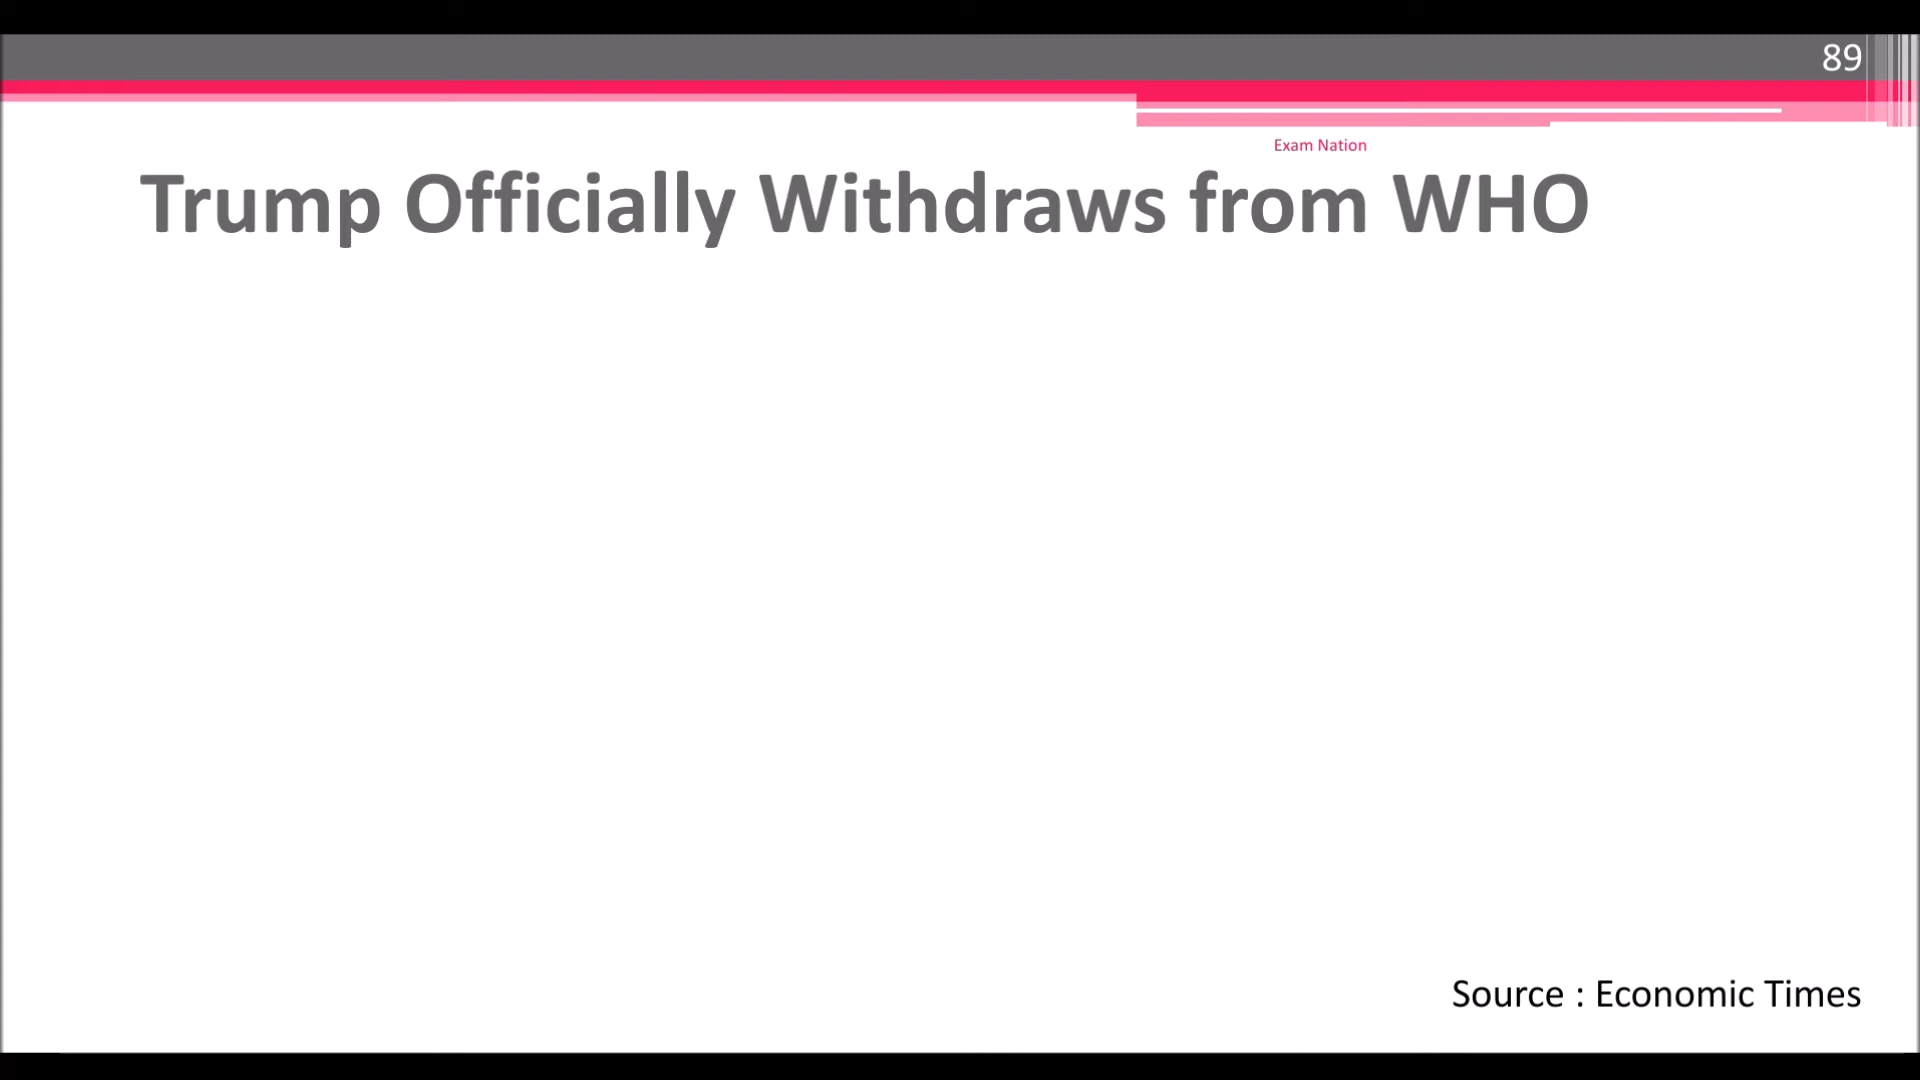 89
Exam Nation
Trump Officially Withdraws from WHO
Source : Economic Times